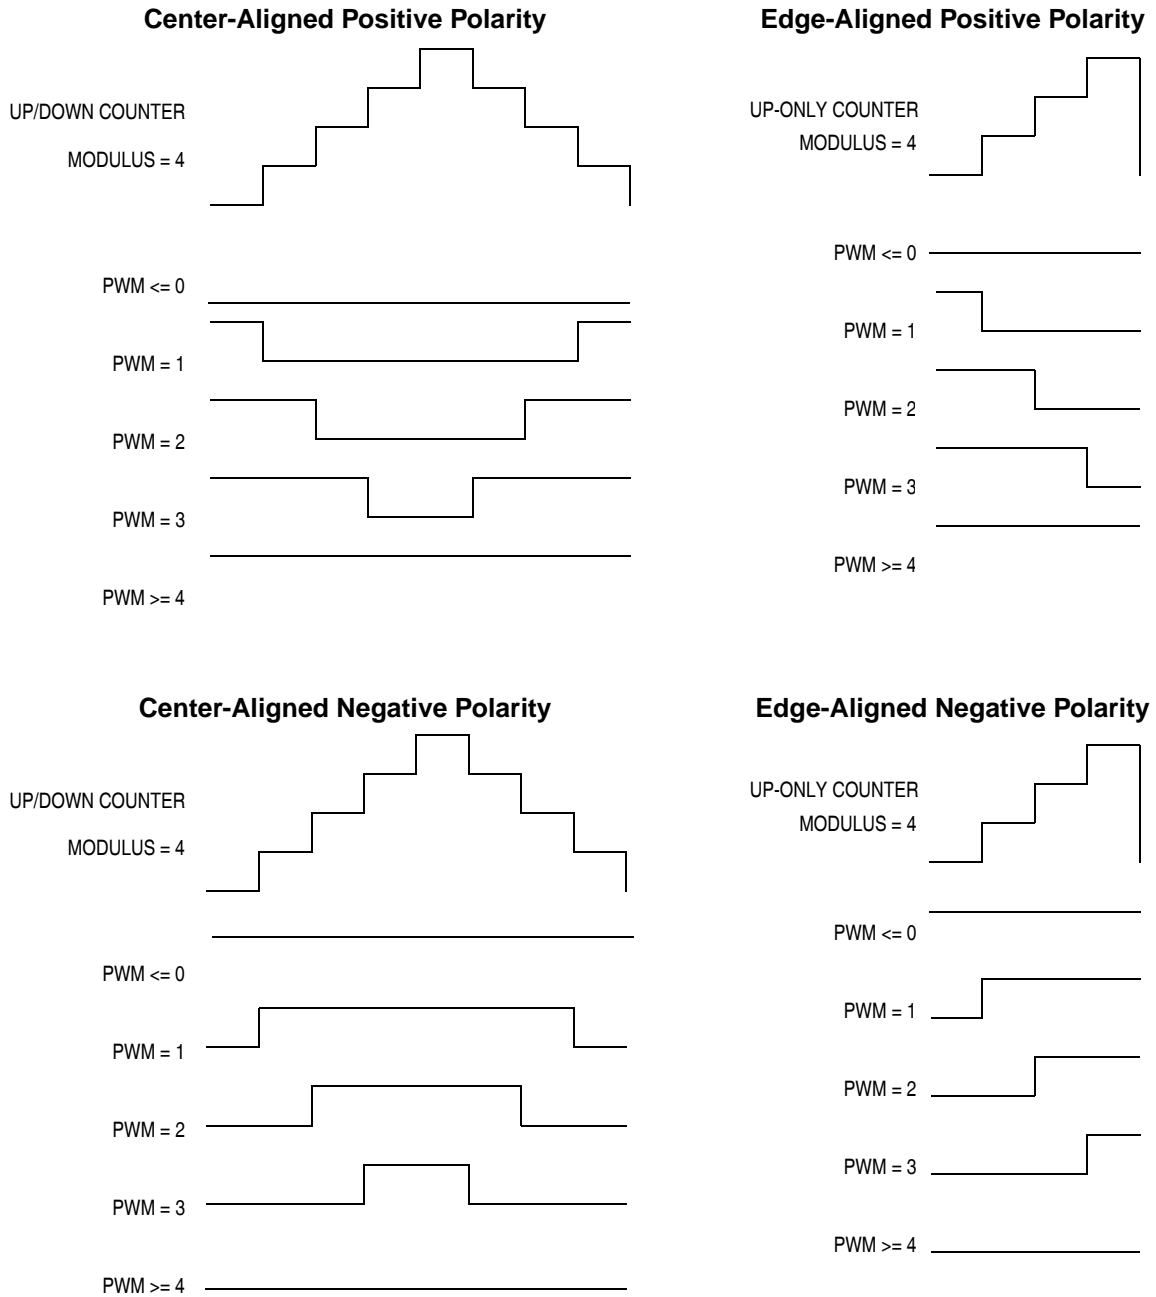 Center-Aligned Positive Polarity
UP/DOWN COUNTER
MODULUS = 4
PWM <= 0
PWM = 1
PWM = 2
PWM = 3
PWM >= 4
Edge-Aligned Positive Polarity
UP-ONLY COUNTER
MODULUS = 4
PWM <= 0
PWM = 1
PWM = 2
PWM = 3
PWM >= 4
Center-Aligned Negative Polarity
UP/DOWN COUNTER
MODULUS = 4
PWM <= 0
PWM = 1
PWM = 2
PWM = 3
PWM >= 4
Edge-Aligned Negative Polarity
UP-ONLY COUNTER
MODULUS = 4
PWM <= 0
PWM = 1
PWM = 2
PWM = 3
PWM >= 4